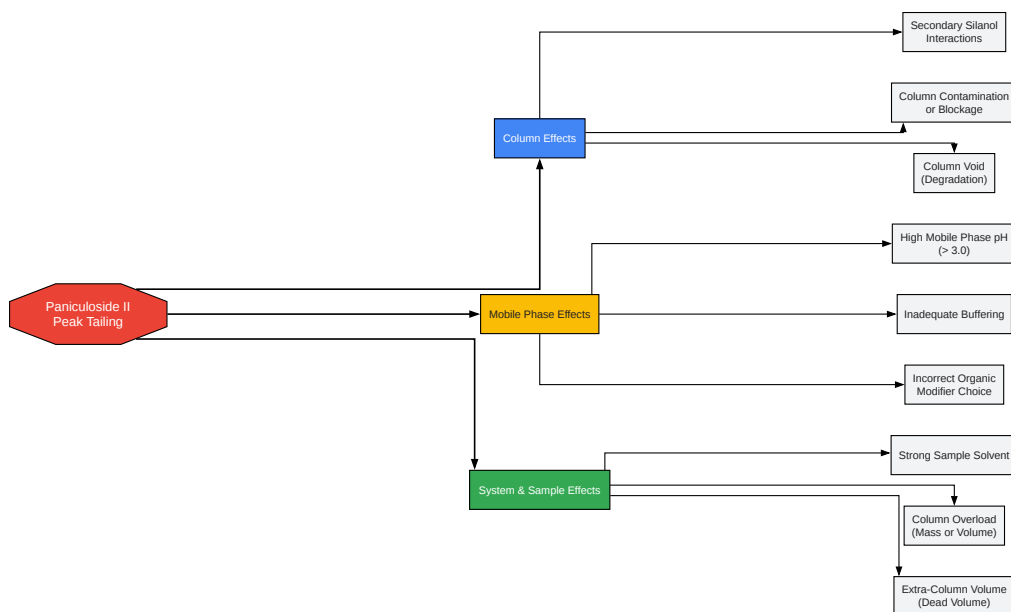 Secondary Silanol
Interactions
Column Contamination
or Blockage
Column Effects
Column Void
(Degradation)
High Mobile Phase pH
(> 3.0)
Paniculoside II
Peak Tailing
Mobile Phase Effects
Inadequate Buffering
Incorrect Organic
Modifier Choice
Strong Sample Solvent
System & Sample Effects
Column Overload
(Mass or Volume)
Extra-Column Volume
(Dead Volume)